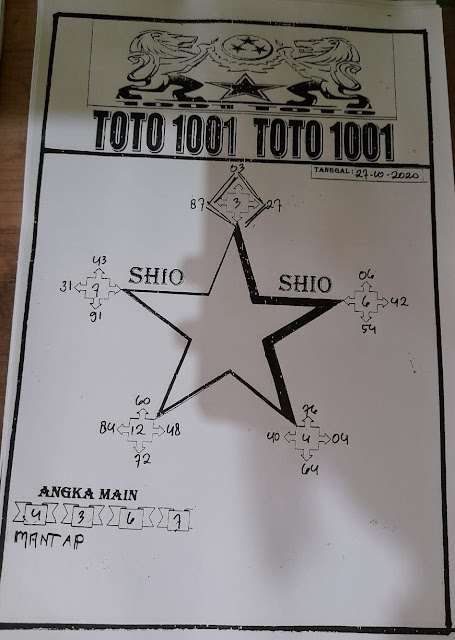 TOTO 1001 TOTO 1001
TANGGAL: 27-10-2020
03
87 3 27
SHIO SHIO
43
31 7
91
06
6 42
54
60
84 12 48
72
76
40 4 04
64
ANGKA MAIN
4 3 6 7
MANTAP